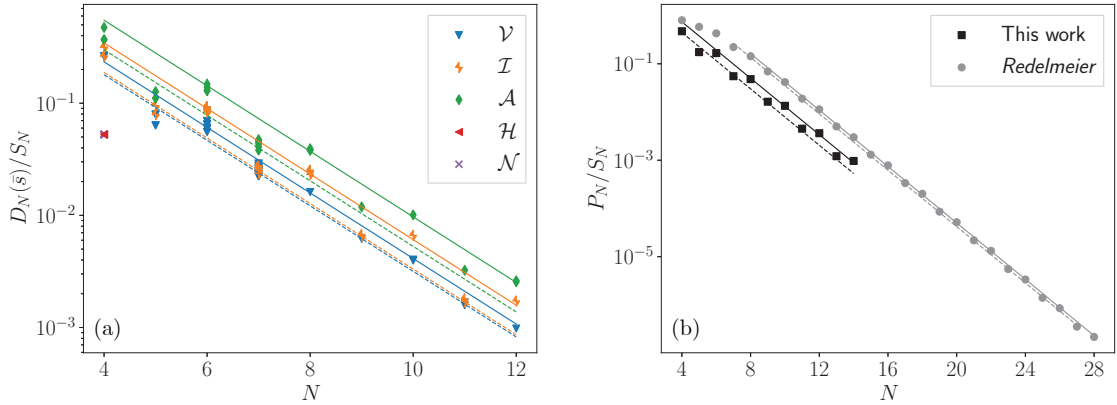 10⁻¹
10⁻²
10⁻³
D_N(s)/S_N
4
6
8
10
12
N
(a)
𝒱
ℐ
𝒜
ℋ
𝒩
10⁻¹
10⁻³
10⁻⁵
P_N/S_N
4
8
12
16
20
24
28
N
(b)
This work
Redelmeier